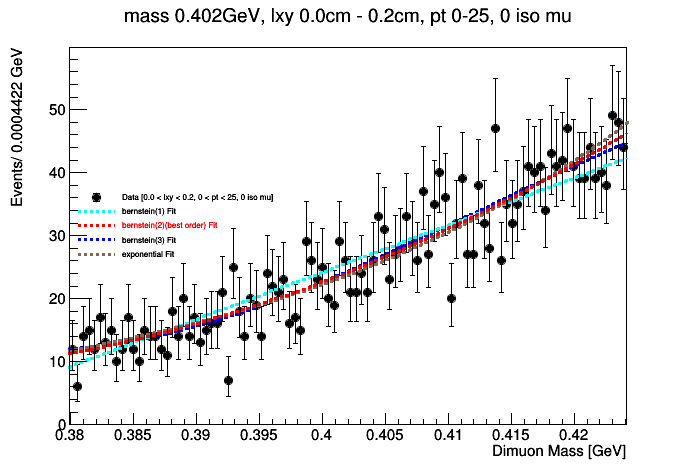 mass 0.402GeV, lxy 0.0cm - 0.2cm, pt 0-25, 0 iso mu
Events/ 0.0004422 GeV
50
40
30
20
10
0
Data [0.0 < lxy < 0.2, 0 < pt < 25, 0 iso mu]
bernstein(1) Fit
bernstein(2)(best order) Fit
bernstein(3) Fit
exponential Fit
0.38 0.385 0.39 0.395 0.4 0.405 0.41 0.415 0.42
Dimuon Mass [GeV]